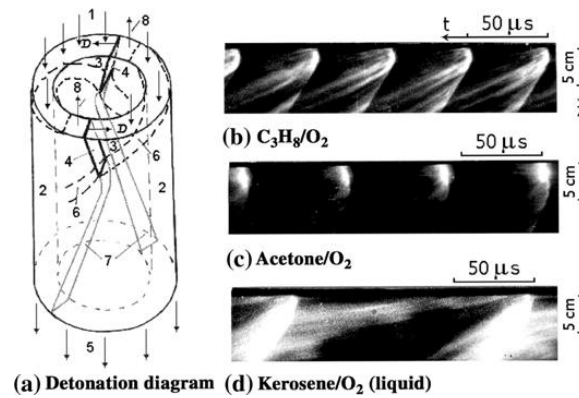 1
8
D
3
4
8
D
3
4
6
2
2
6
7
5
(a) Detonation diagram
t 50 μs
5 cm
(b) C₃H₈/O₂
50 μs
5 cm
(c) Acetone/O₂
50 μs
5 cm
(d) Kerosene/O₂ (liquid)